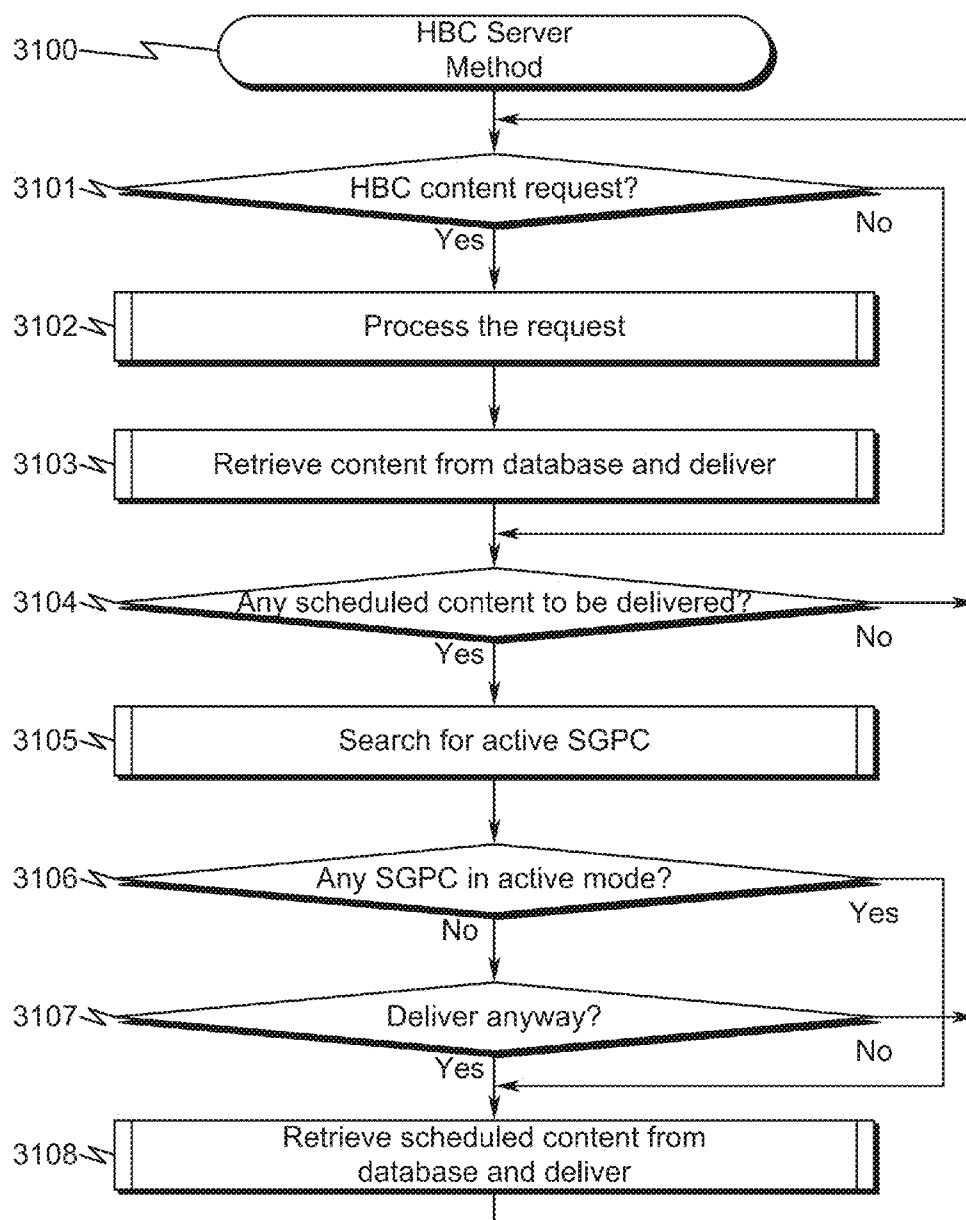 3100
HBC Server
Method
3101
HBC content request?
No
Yes
3102
Process the request
3103
Retrieve content from database and deliver
3104
Any scheduled content to be delivered?
No
Yes
3105
Search for active SGPC
3106
Any SGPC in active mode?
Yes
No
3107
Deliver anyway?
No
Yes
3108
Retrieve scheduled content from
database and deliver